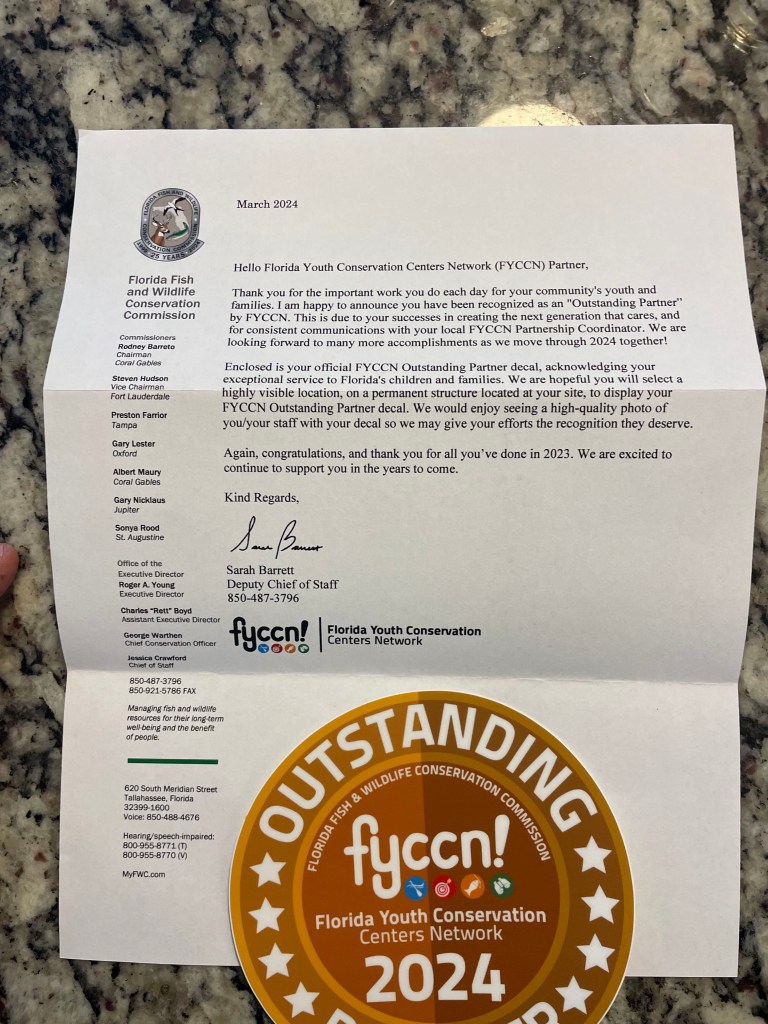 FLORIDA FISH AND WILDLIFE
CONSERVATION COMMISSION
25 YEARS
Florida Fish
and Wildlife
Conservation
Commission
Commissioners
Rodney Barreto
Chairman
Coral Gables
Steven Hudson
Vice Chairman
Fort Lauderdale
Preston Farrior
Tampa
Gary Lester
Oxford
Albert Maury
Coral Gables
Gary Nicklaus
Jupiter
Sonya Rood
St. Augustine
Office of the
Executive Director
Roger A. Young
Executive Director
Charles "Rett" Boyd
Assistant Executive Director
George Warthen
Chief Conservation Officer
Jessica Crawford
Chief of Staff
850-487-3796
850-921-5786 FAX
Managing fish and wildlife
resources for their long-term
well-being and the benefit
of people.
620 South Meridian Street
Tallahassee, Florida
32399-1600
Voice: 850-488-4676
Hearing/speech-impaired:
800-955-8771 (T)
800-955-8770 (V)
MyFWC.com
March 2024
Hello Florida Youth Conservation Centers Network (FYCCN) Partner,
Thank you for the important work you do each day for your community's youth and
families. I am happy to announce you have been recognized as an "Outstanding Partner"
by FYCCN. This is due to your successes in creating the next generation that cares, and
for consistent communications with your local FYCCN Partnership Coordinator. We are
looking forward to many more accomplishments as we move through 2024 together!
Enclosed is your official FYCCN Outstanding Partner decal, acknowledging your
exceptional service to Florida's children and families. We are hopeful you will select a
highly visible location, on a permanent structure located at your site, to display your
FYCCN Outstanding Partner decal. We would enjoy seeing a high-quality photo of
you/your staff with your decal so we may give your efforts the recognition they deserve.
Again, congratulations, and thank you for all you've done in 2023. We are excited to
continue to support you in the years to come.
Kind Regards,
Sarah Barrett
Deputy Chief of Staff
850-487-3796
fyccn!
Florida Youth Conservation
Centers Network
OUTSTANDING
FLORIDA FISH & WILDLIFE CONSERVATION COMMISSION
fyccn!
Florida Youth Conservation
Centers Network
2024